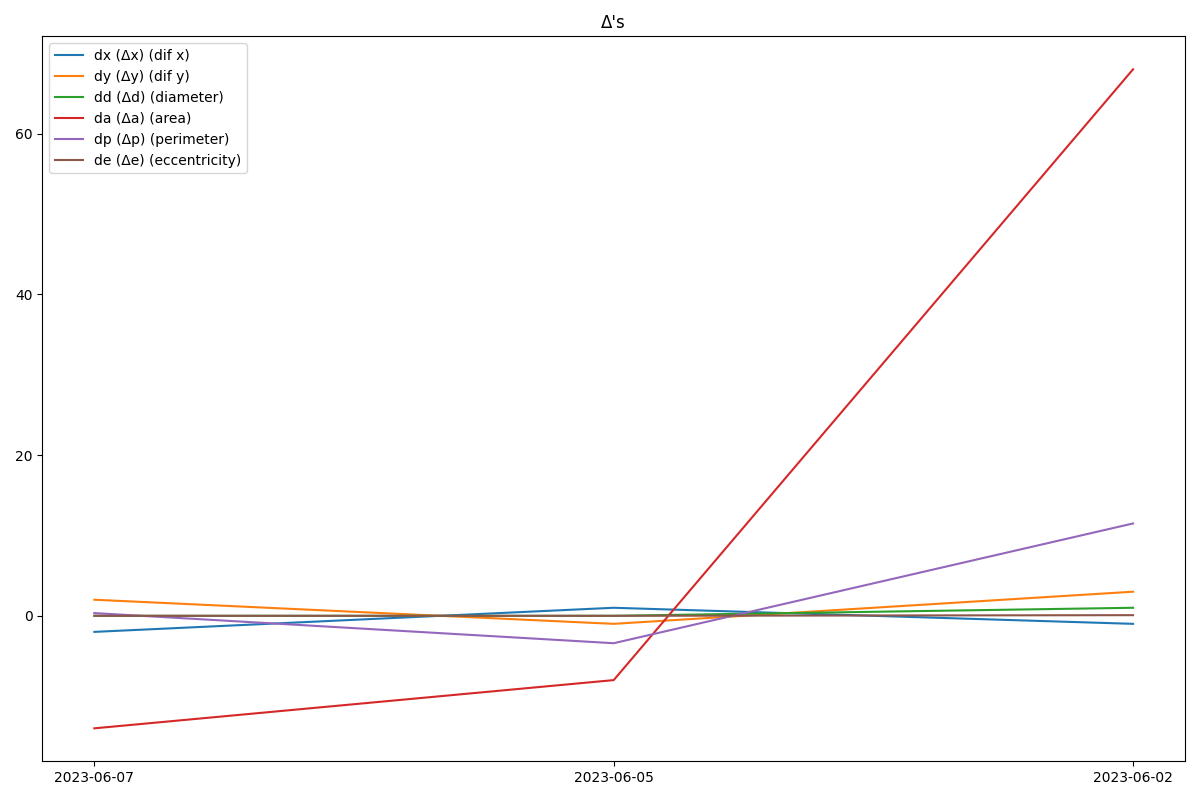 Δ's
dx (Δx) (dif x)
dy (Δy) (dif y)
dd (Δd) (diameter)
da (Δa) (area)
dp (Δp) (perimeter)
de (Δe) (eccentricity)
60
40
20
0
2023-06-07 2023-06-05 2023-06-02